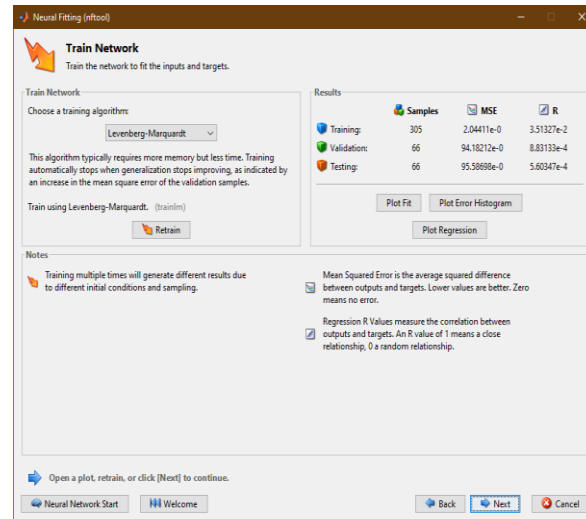 Neural Fitting (nftool)
Train Network
Train the network to fit the inputs and targets.
Train Network
Choose a training algorithm:
Levenberg-Marquardt
This algorithm typically requires more memory but less time. Training
automatically stops when generalization stops improving, as indicated by
an increase in the mean square error of the validation samples.
Train using Levenberg-Marquardt. (trainlm)
Retrain
Results
Samples MSE R
Training: 305 2.04411e-0 3.51327e-2
Validation: 66 94.18212e-0 8.83133e-4
Testing: 66 95.58698e-0 5.60347e-4
Plot Fit Plot Error Histogram
Plot Regression
Notes
Training multiple times will generate different results due
to different initial conditions and sampling.
Mean Squared Error is the average squared difference
between outputs and targets. Lower values are better. Zero
means no error.
Regression R Values measure the correlation between
outputs and targets. An R value of 1 means a close
relationship, 0 a random relationship.
Open a plot, retrain, or click [Next] to continue.
Neural Network Start Welcome Back Next Cancel